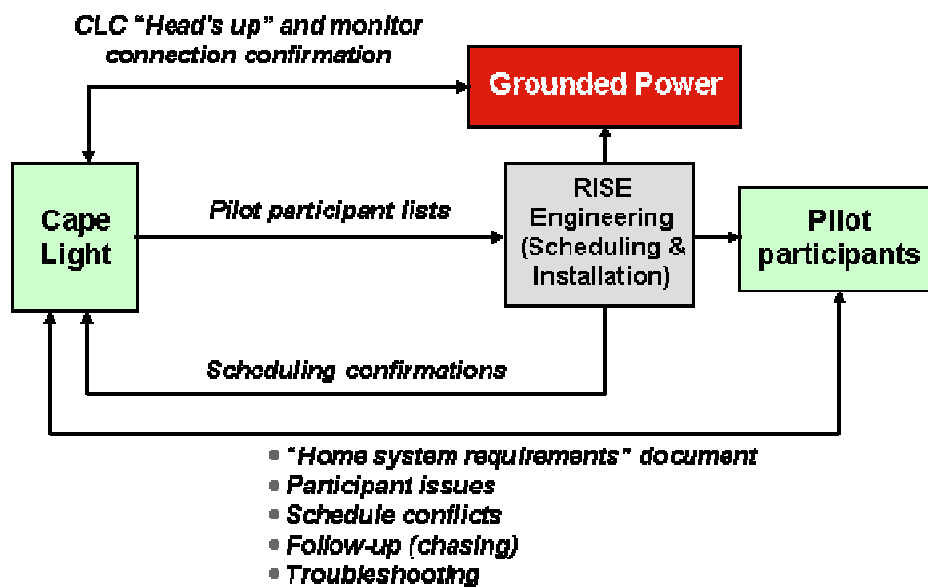 CLC “Head's up” and monitor
connection confirmation
Grounded Power
Cape
Light
Pilot participant lists
RISE
Engineering
(Scheduling &
Installation)
Pilot
participants
Scheduling confirmations
• “Home system requirements” document
• Participant issues
• Schedule conflicts
• Follow-up (chasing)
• Troubleshooting